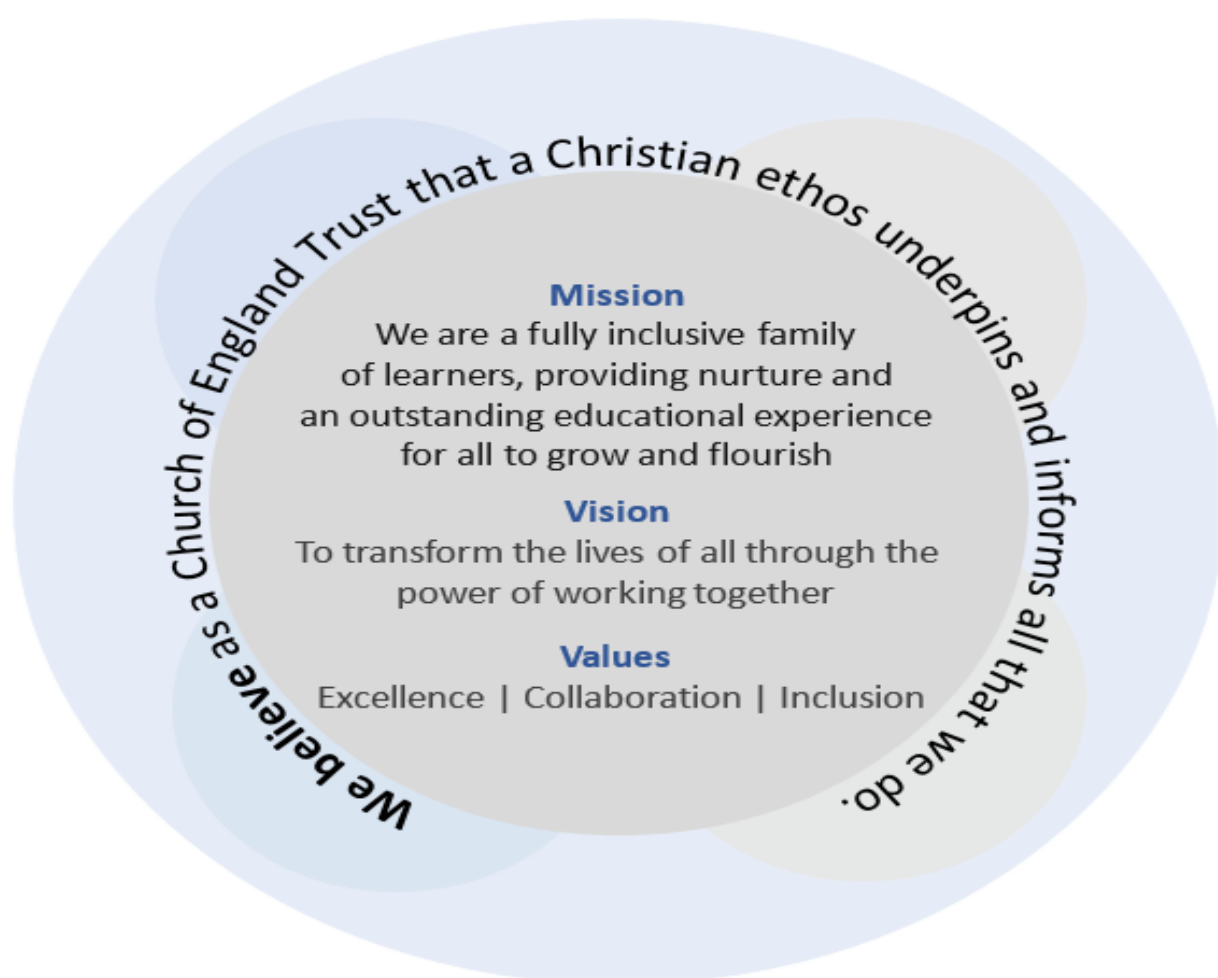 We believe as a Church of England Trust that a Christian ethos underpins and informs all that we do.
Mission
We are a fully inclusive family
of learners, providing nurture and
an outstanding educational experience
for all to grow and flourish
Vision
To transform the lives of all through the
power of working together
Values
Excellence | Collaboration | Inclusion